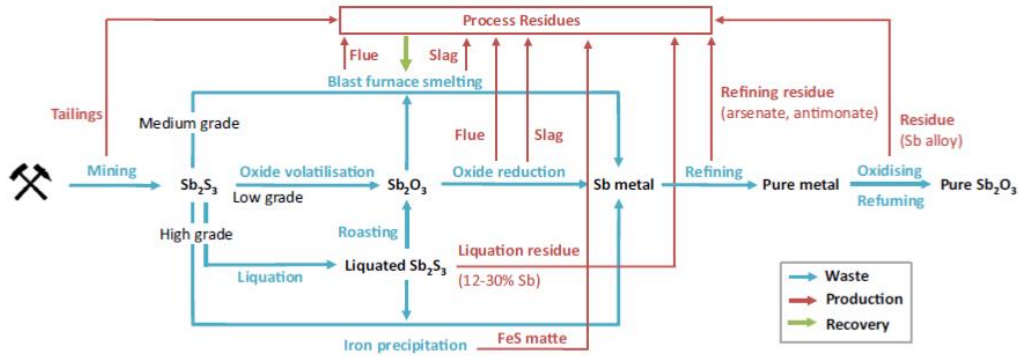 Process Residues
Flue
Slag
Blast furnace smelting
Tailings
Medium grade
Refining residue
(arsenate, antimonate)
Residue
(Sb alloy)
Flue
Slag
Mining
Sb₂S₃
Oxide volatilisation
Low grade
Sb₂O₃
Oxide reduction
Sb metal
Refining
Pure metal
Oxidising
Refuming
Pure Sb₂O₃
High grade
Roasting
Liquation
Liquated Sb₂S₃
Liquation residue
(12-30% Sb)
Iron precipitation
FeS matte
Waste
Production
Recovery